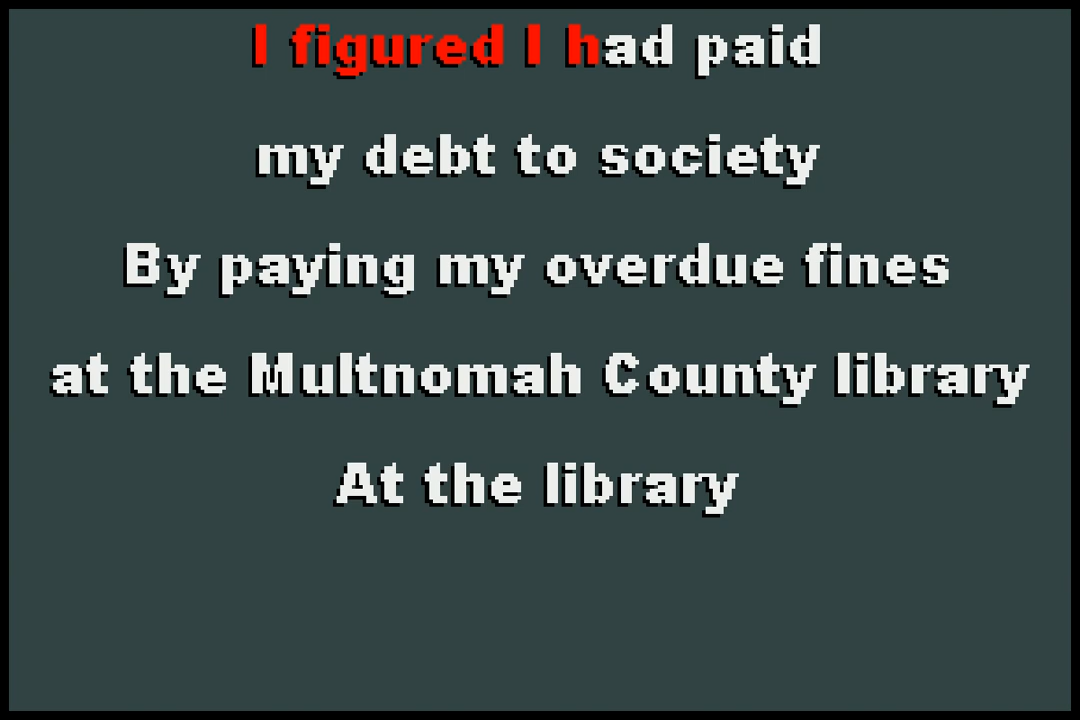 I figured I had paid
my debt to society
By paying my overdue fines
at the Multnomah County library
At the library